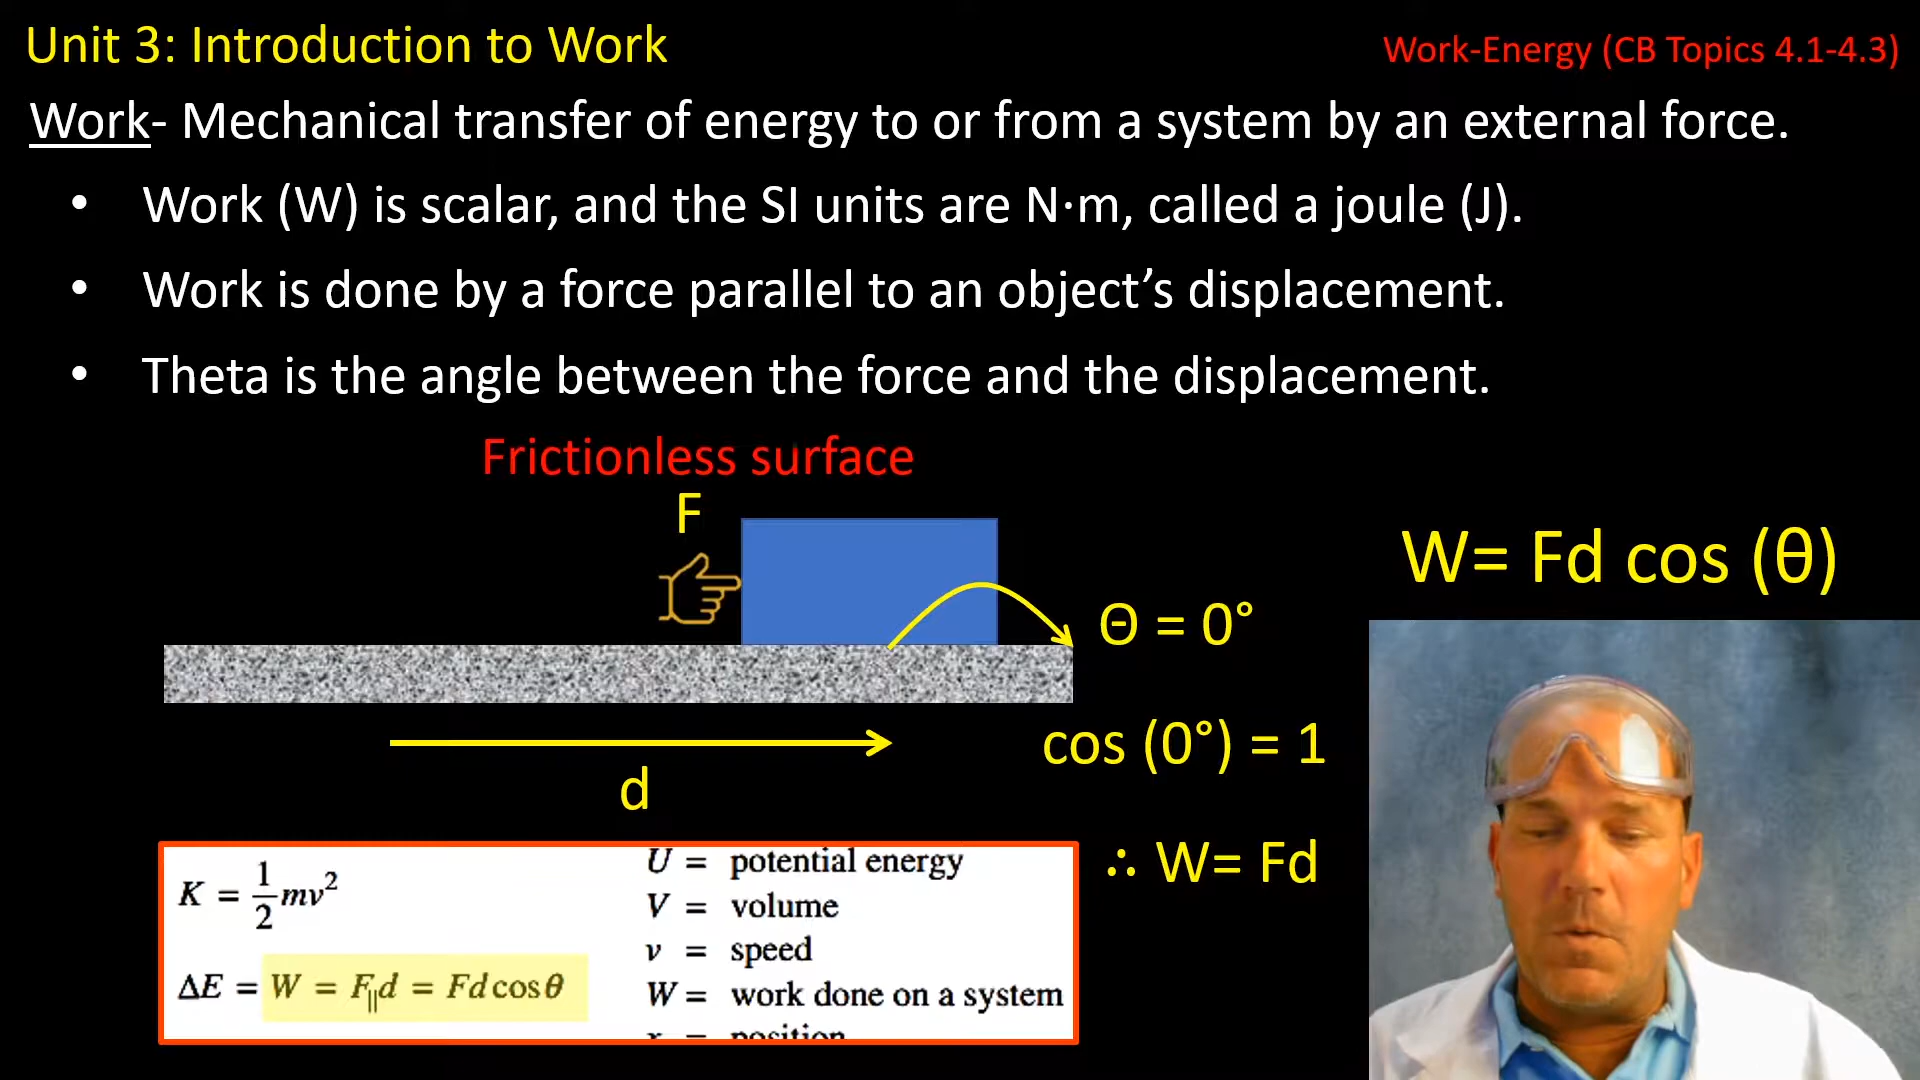 Unit 3: Introduction to Work
Work-Energy (CB Topics 4.1-4.3)
Work- Mechanical transfer of energy to or from a system by an external force.
• Work (W) is scalar, and the SI units are N·m, called a joule (J).
• Work is done by a force parallel to an object’s displacement.
• Theta is the angle between the force and the displacement.
Frictionless surface
F
W= Fd cos (θ)
Θ = 0°
cos (0°) = 1
d
∴ W= Fd
K = 1/2 mv²
ΔE = W = F∥d = Fd cos θ
U = potential energy
V = volume
v = speed
W = work done on a system
x = position